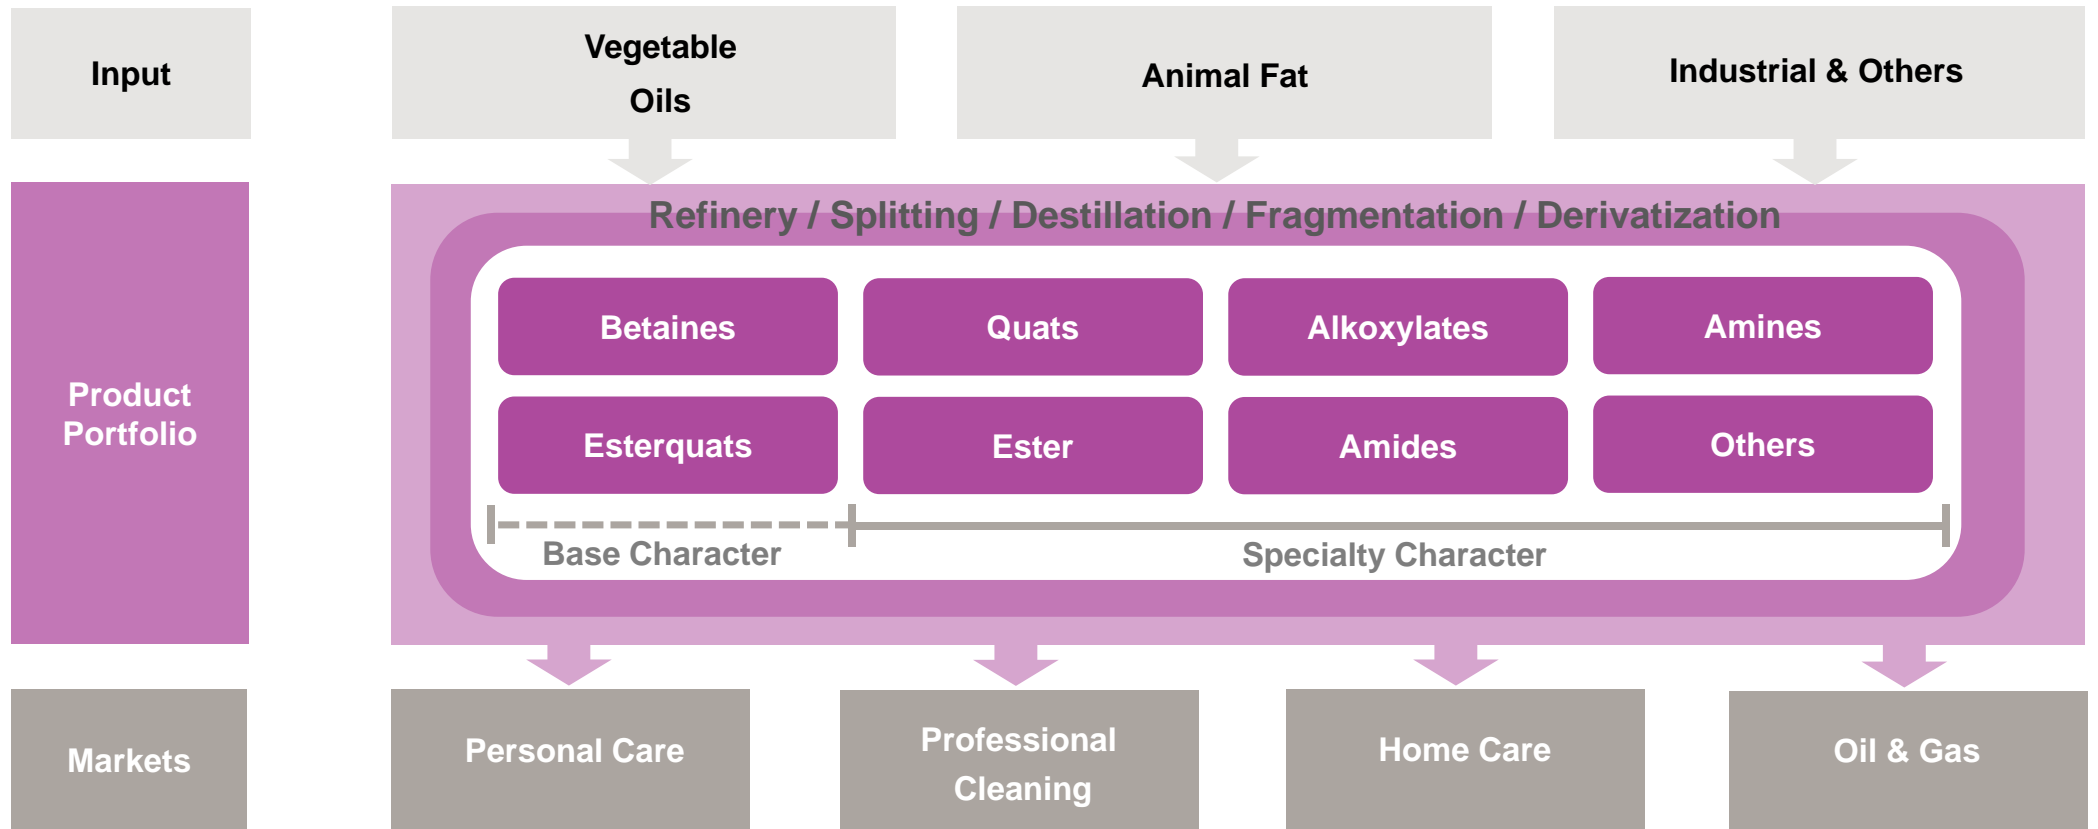 Input
Vegetable
Oils
Animal Fat
Industrial & Others
Refinery / Splitting / Destillation / Fragmentation / Derivatization
Product
Portfolio
Betaines
Quats
Alkoxylates
Amines
Esterquats
Ester
Amides
Others
Base Character
Specialty Character
Markets
Personal Care
Professional
Cleaning
Home Care
Oil & Gas